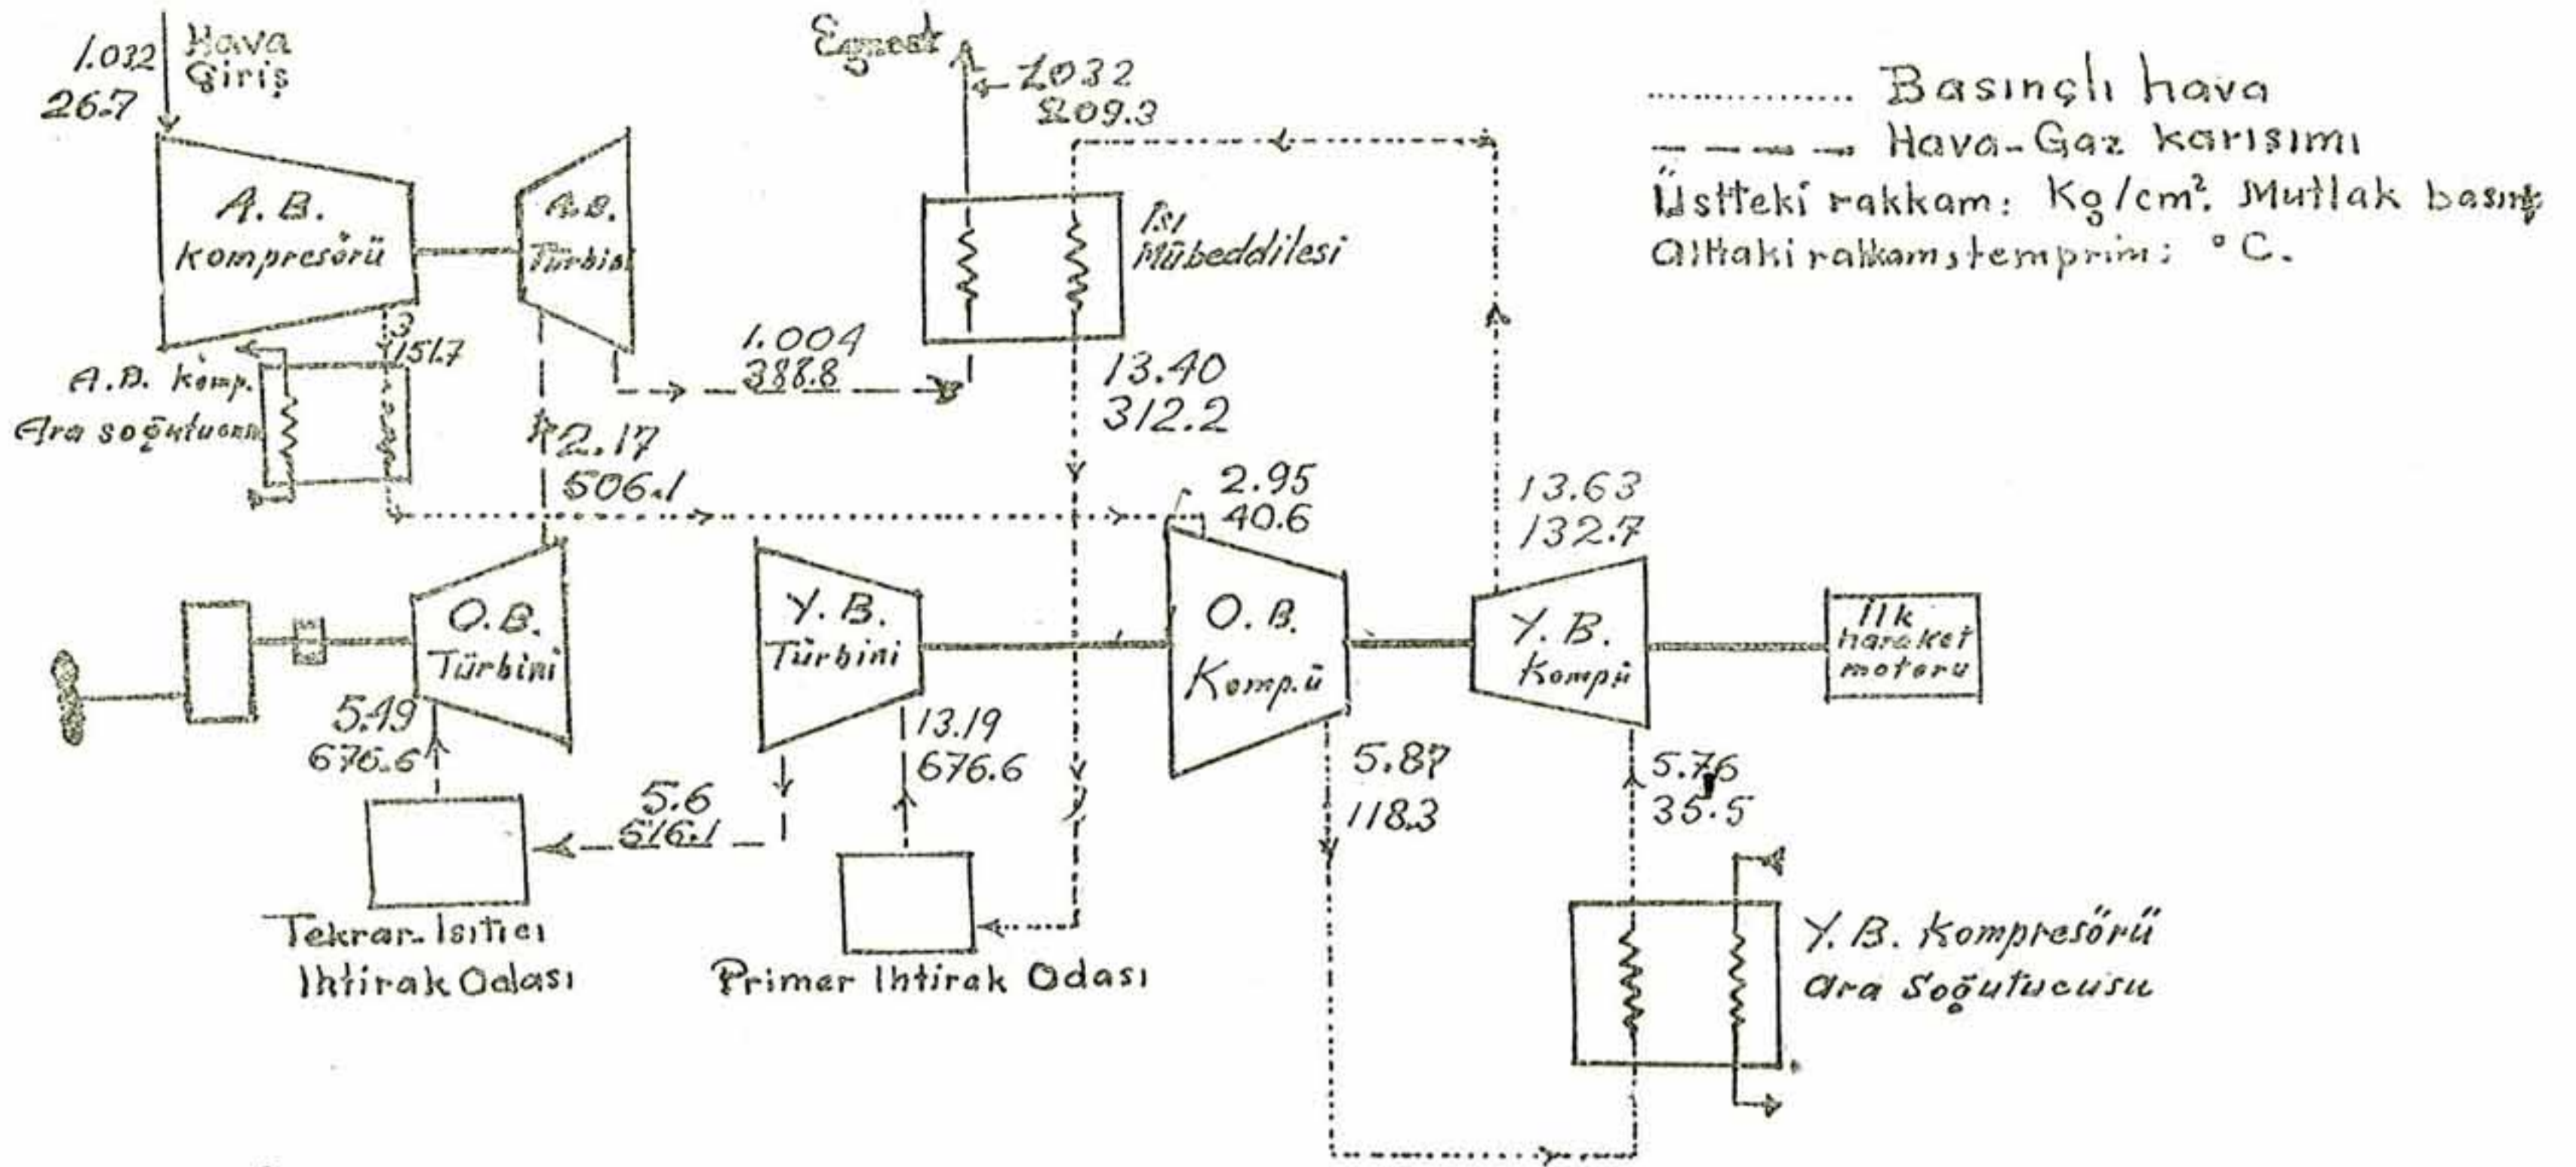 1.032
26.7
Hava
Giriş
Egzost
1.032
209.3
............... Basınçlı hava
Hava-Gaz karışımı
Üstteki rakkam: Kg/cm². Mutlak basınç
Alttaki rakkam, temprim: °C.
A.B.
kompresörü
A.B.
Türbini
Isı
Mübeddilesi
3
151.7
A.B. komp.
Ara soğutucusu
1.004
388.8
13.40
312.2
2.17
506.1
2.95
40.6
13.63
132.7
O.B.
Türbini
Y.B.
Türbini
O.B.
Komp.ü
Y.B.
Kompü
İlk
hareket
motoru
5.49
676.6
13.19
676.6
5.87
118.3
5.76
35.5
5.6
516.1
Tekrar-Isıtıcı
Ihtirak Odası
Primer Ihtirak Odası
Y.B. Kompresörü
Ara Soğutucusu